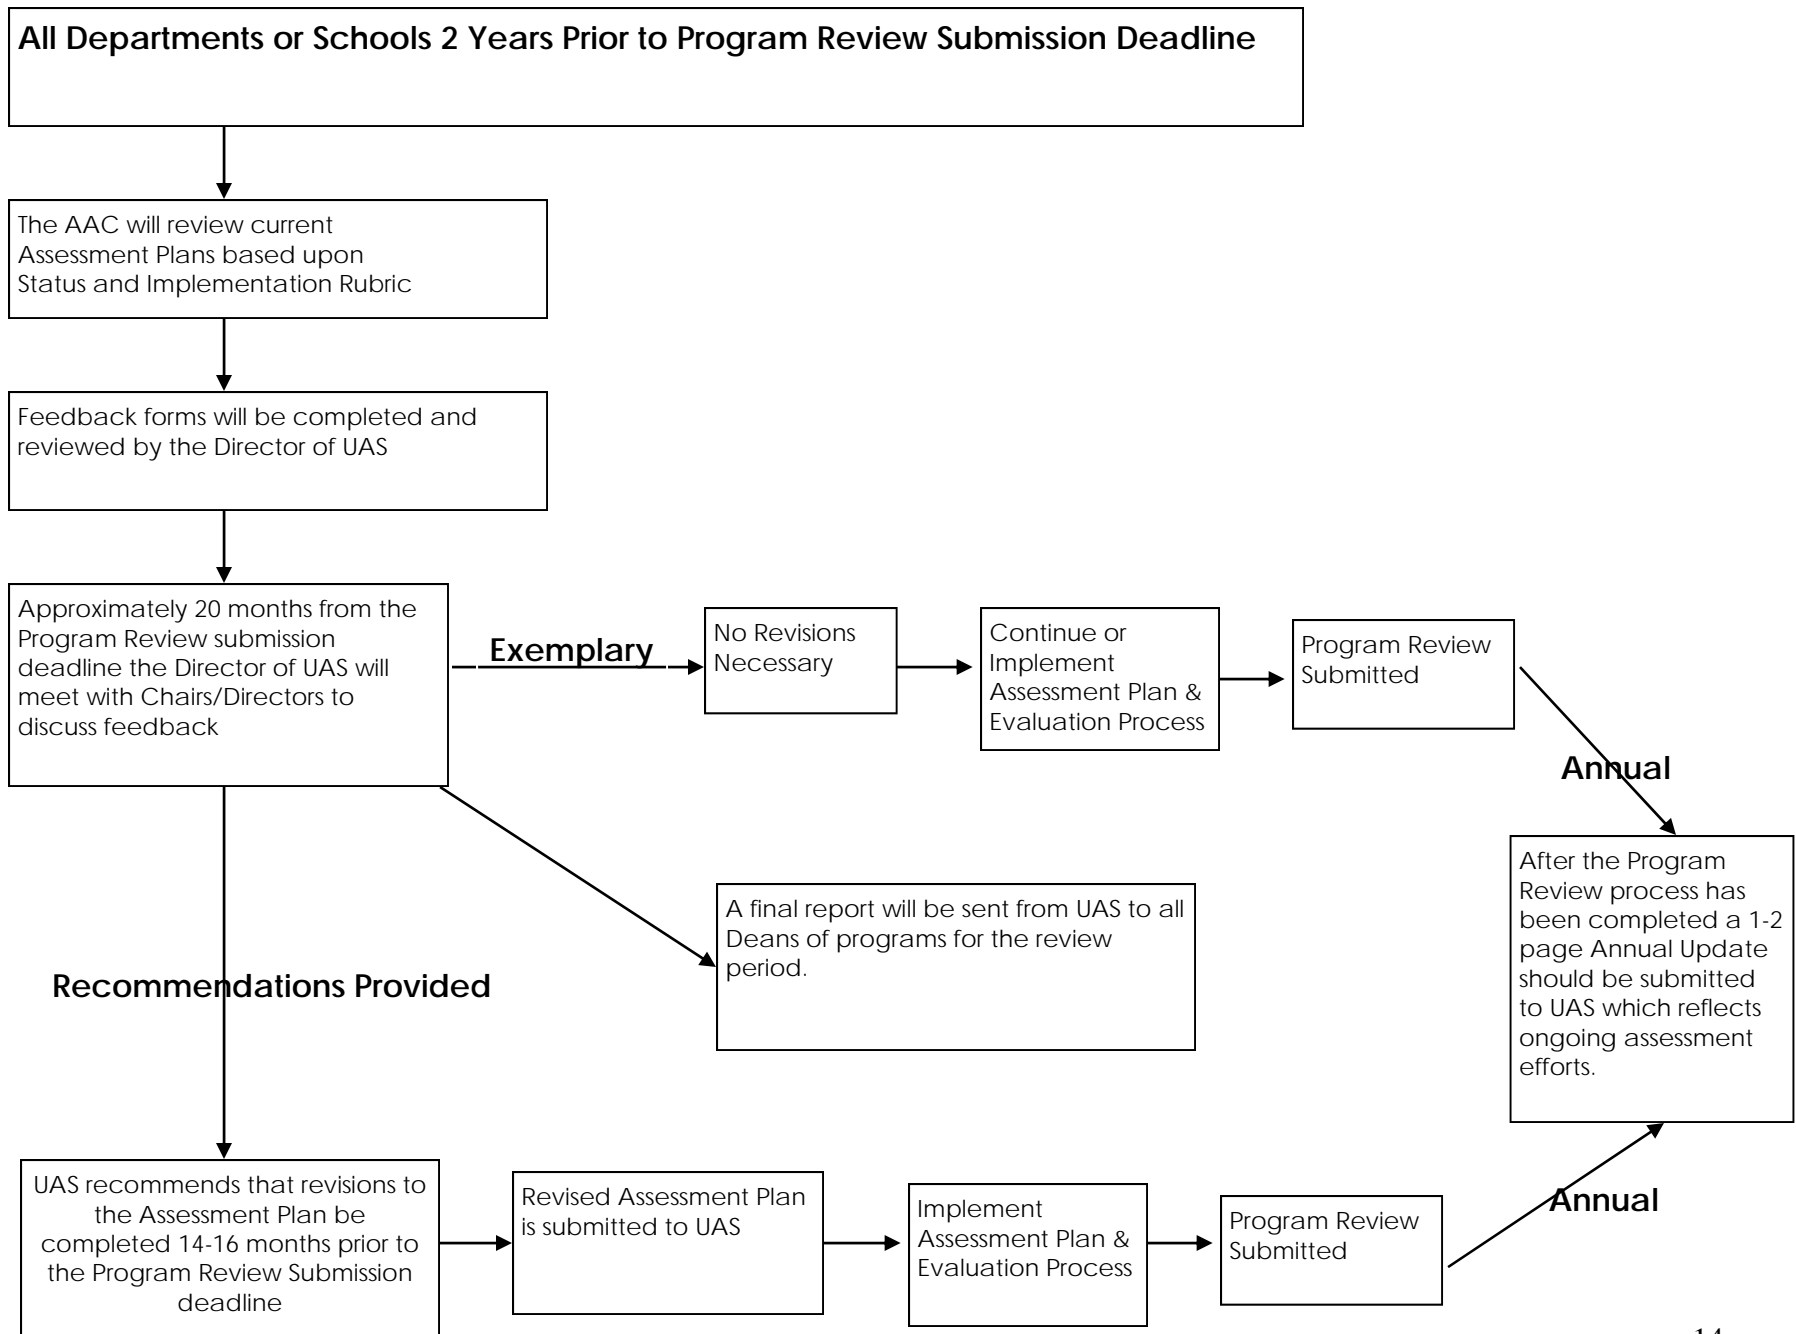 All Departments or Schools 2 Years Prior to Program Review Submission Deadline
The AAC will review current
Assessment Plans based upon
Status and Implementation Rubric
Feedback forms will be completed and
reviewed by the Director of UAS
Approximately 20 months from the
Program Review submission
deadline the Director of UAS will
meet with Chairs/Directors to
discuss feedback
Exemplary
No Revisions
Necessary
Continue or
Implement
Assessment Plan &
Evaluation Process
Program Review
Submitted
Annual
After the Program
Review process has
been completed a 1-2
page Annual Update
should be submitted
to UAS which reflects
ongoing assessment
efforts.
A final report will be sent from UAS to all
Deans of programs for the review
period.
Recommendations Provided
UAS recommends that revisions to
the Assessment Plan be
completed 14-16 months prior to
the Program Review Submission
deadline
Revised Assessment Plan
is submitted to UAS
Implement
Assessment Plan &
Evaluation Process
Program Review
Submitted
Annual
14